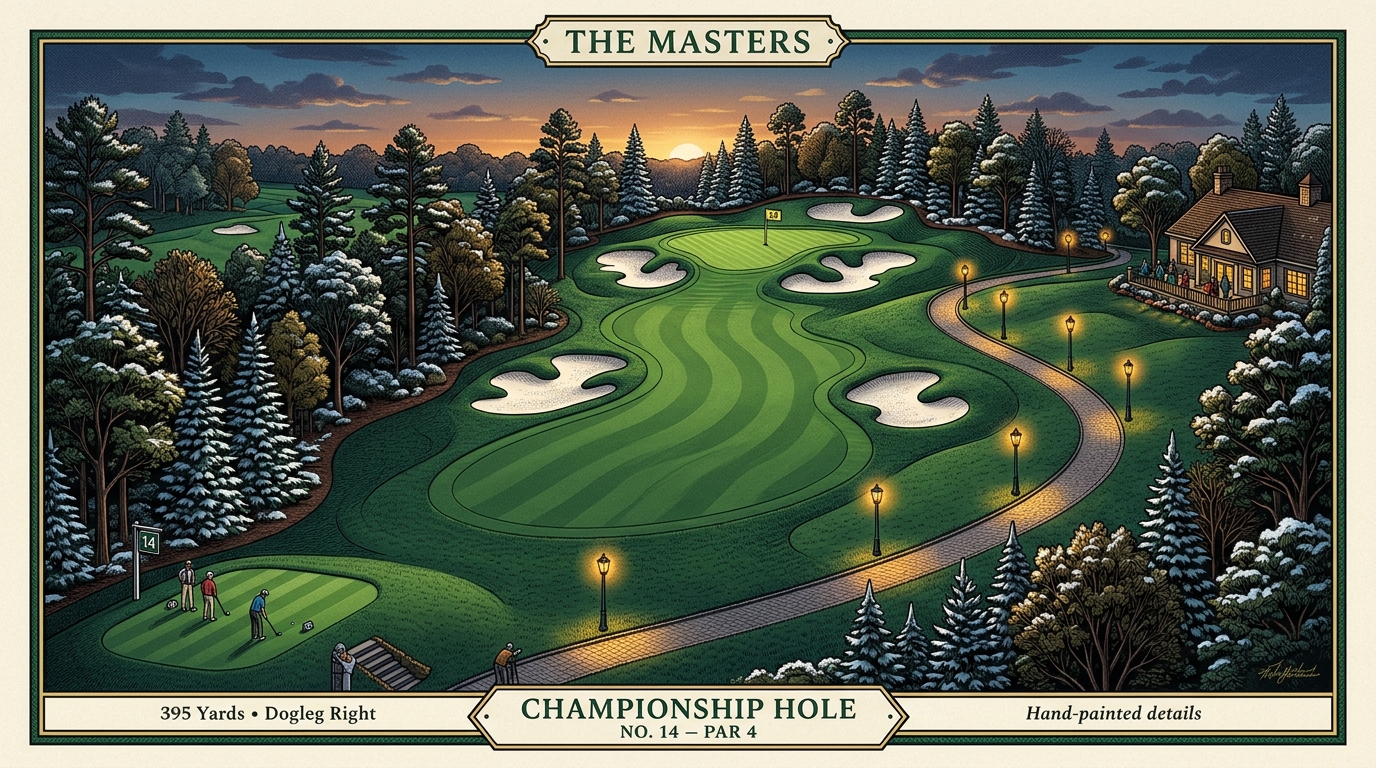 THE MASTERS
14
395 Yards • Dogleg Right
CHAMPIONSHIP HOLE
NO. 14 – PAR 4
Hand-painted details